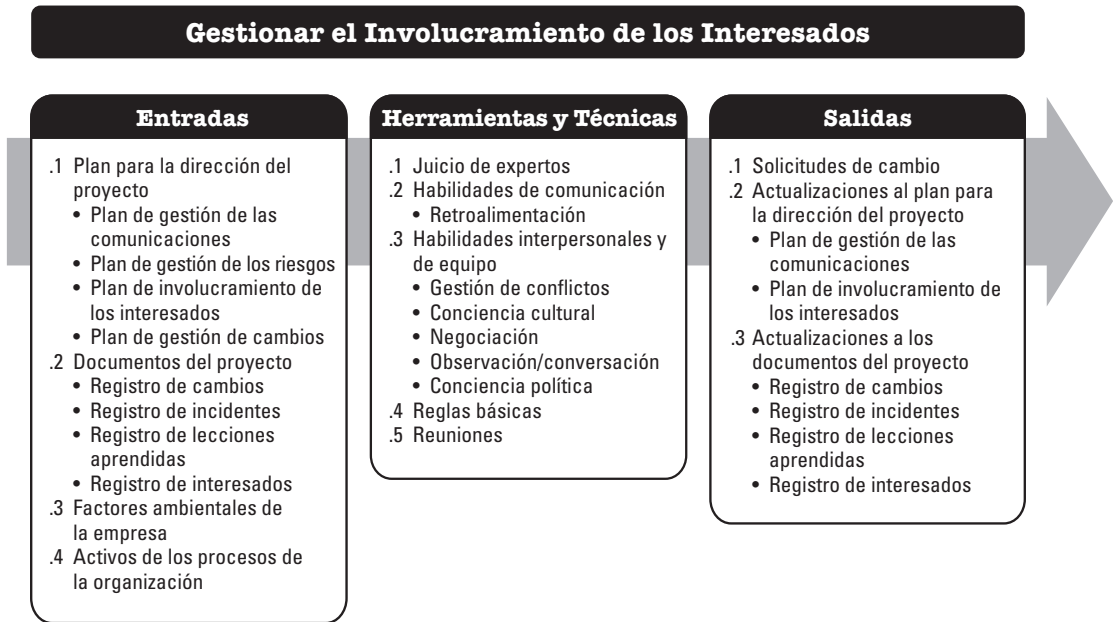 Gestionar el Involucramiento de los Interesados
Entradas
.1 Plan para la dirección del
proyecto
• Plan de gestión de las
comunicaciones
• Plan de gestión de los riesgos
• Plan de involucramiento de
los interesados
• Plan de gestión de cambios
.2 Documentos del proyecto
• Registro de cambios
• Registro de incidentes
• Registro de lecciones
aprendidas
• Registro de interesados
.3 Factores ambientales de
la empresa
.4 Activos de los procesos de
la organización
Herramientas y Técnicas
.1 Juicio de expertos
.2 Habilidades de comunicación
• Retroalimentación
.3 Habilidades interpersonales y
de equipo
• Gestión de conflictos
• Conciencia cultural
• Negociación
• Observación/conversación
• Conciencia política
.4 Reglas básicas
.5 Reuniones
Salidas
.1 Solicitudes de cambio
.2 Actualizaciones al plan para
la dirección del proyecto
• Plan de gestión de las
comunicaciones
• Plan de involucramiento de
los interesados
.3 Actualizaciones a los
documentos del proyecto
• Registro de cambios
• Registro de incidentes
• Registro de lecciones
aprendidas
• Registro de interesados